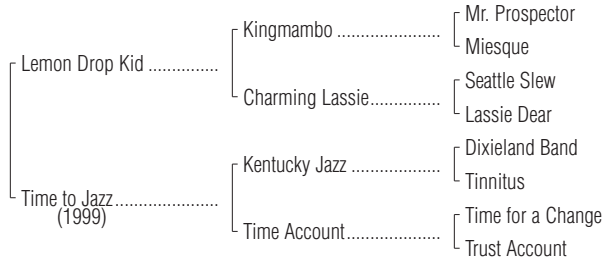 Mr. Prospector
Kingmambo ..................
Miesque
Lemon Drop Kid ...............
Seattle Slew
Charming Lassie...............
Lassie Dear
Dixieland Band
Kentucky Jazz ..................
Tinnitus
Time to Jazz......................
(1999)
Time for a Change
Time Account....................
Trust Account